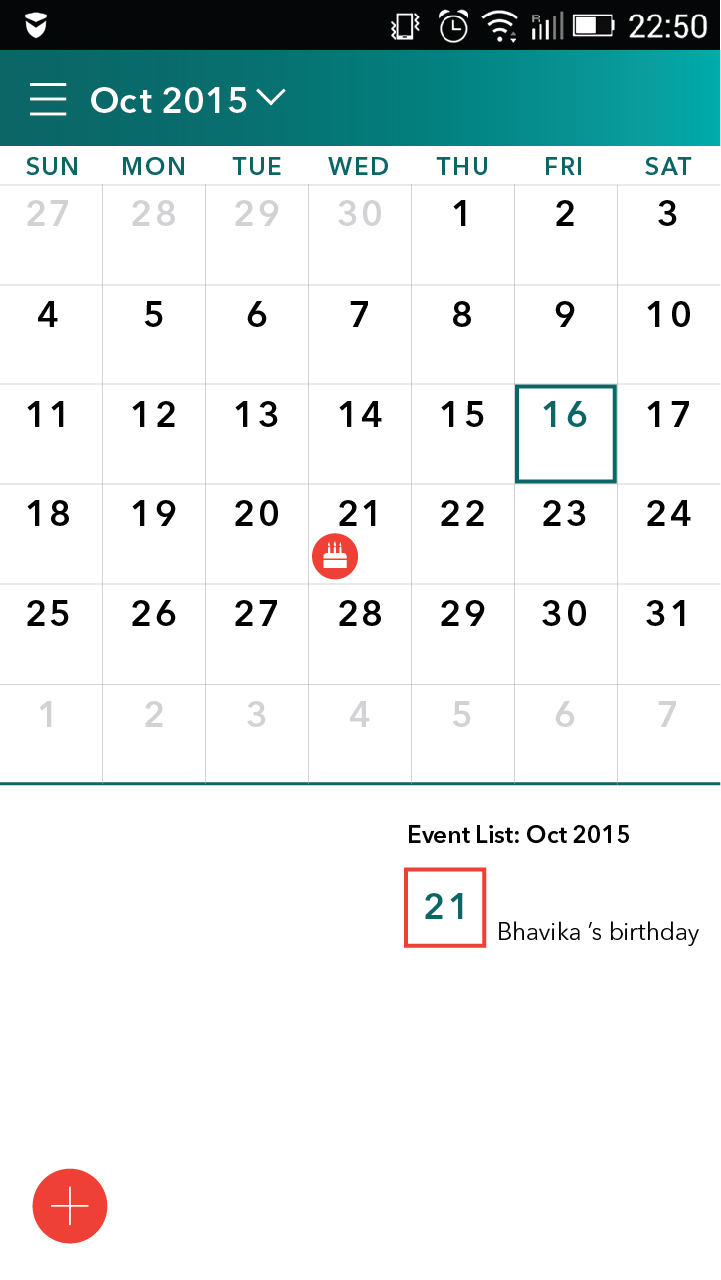 R 22:50
Oct 2015
SUN MON TUE WED THU FRI SAT
27 28 29 30 1 2 3
4 5 6 7 8 9 10
11 12 13 14 15 16 17
18 19 20 21 22 23 24
25 26 27 28 29 30 31
1 2 3 4 5 6 7
Event List: Oct 2015
21 Bhavika ’s birthday